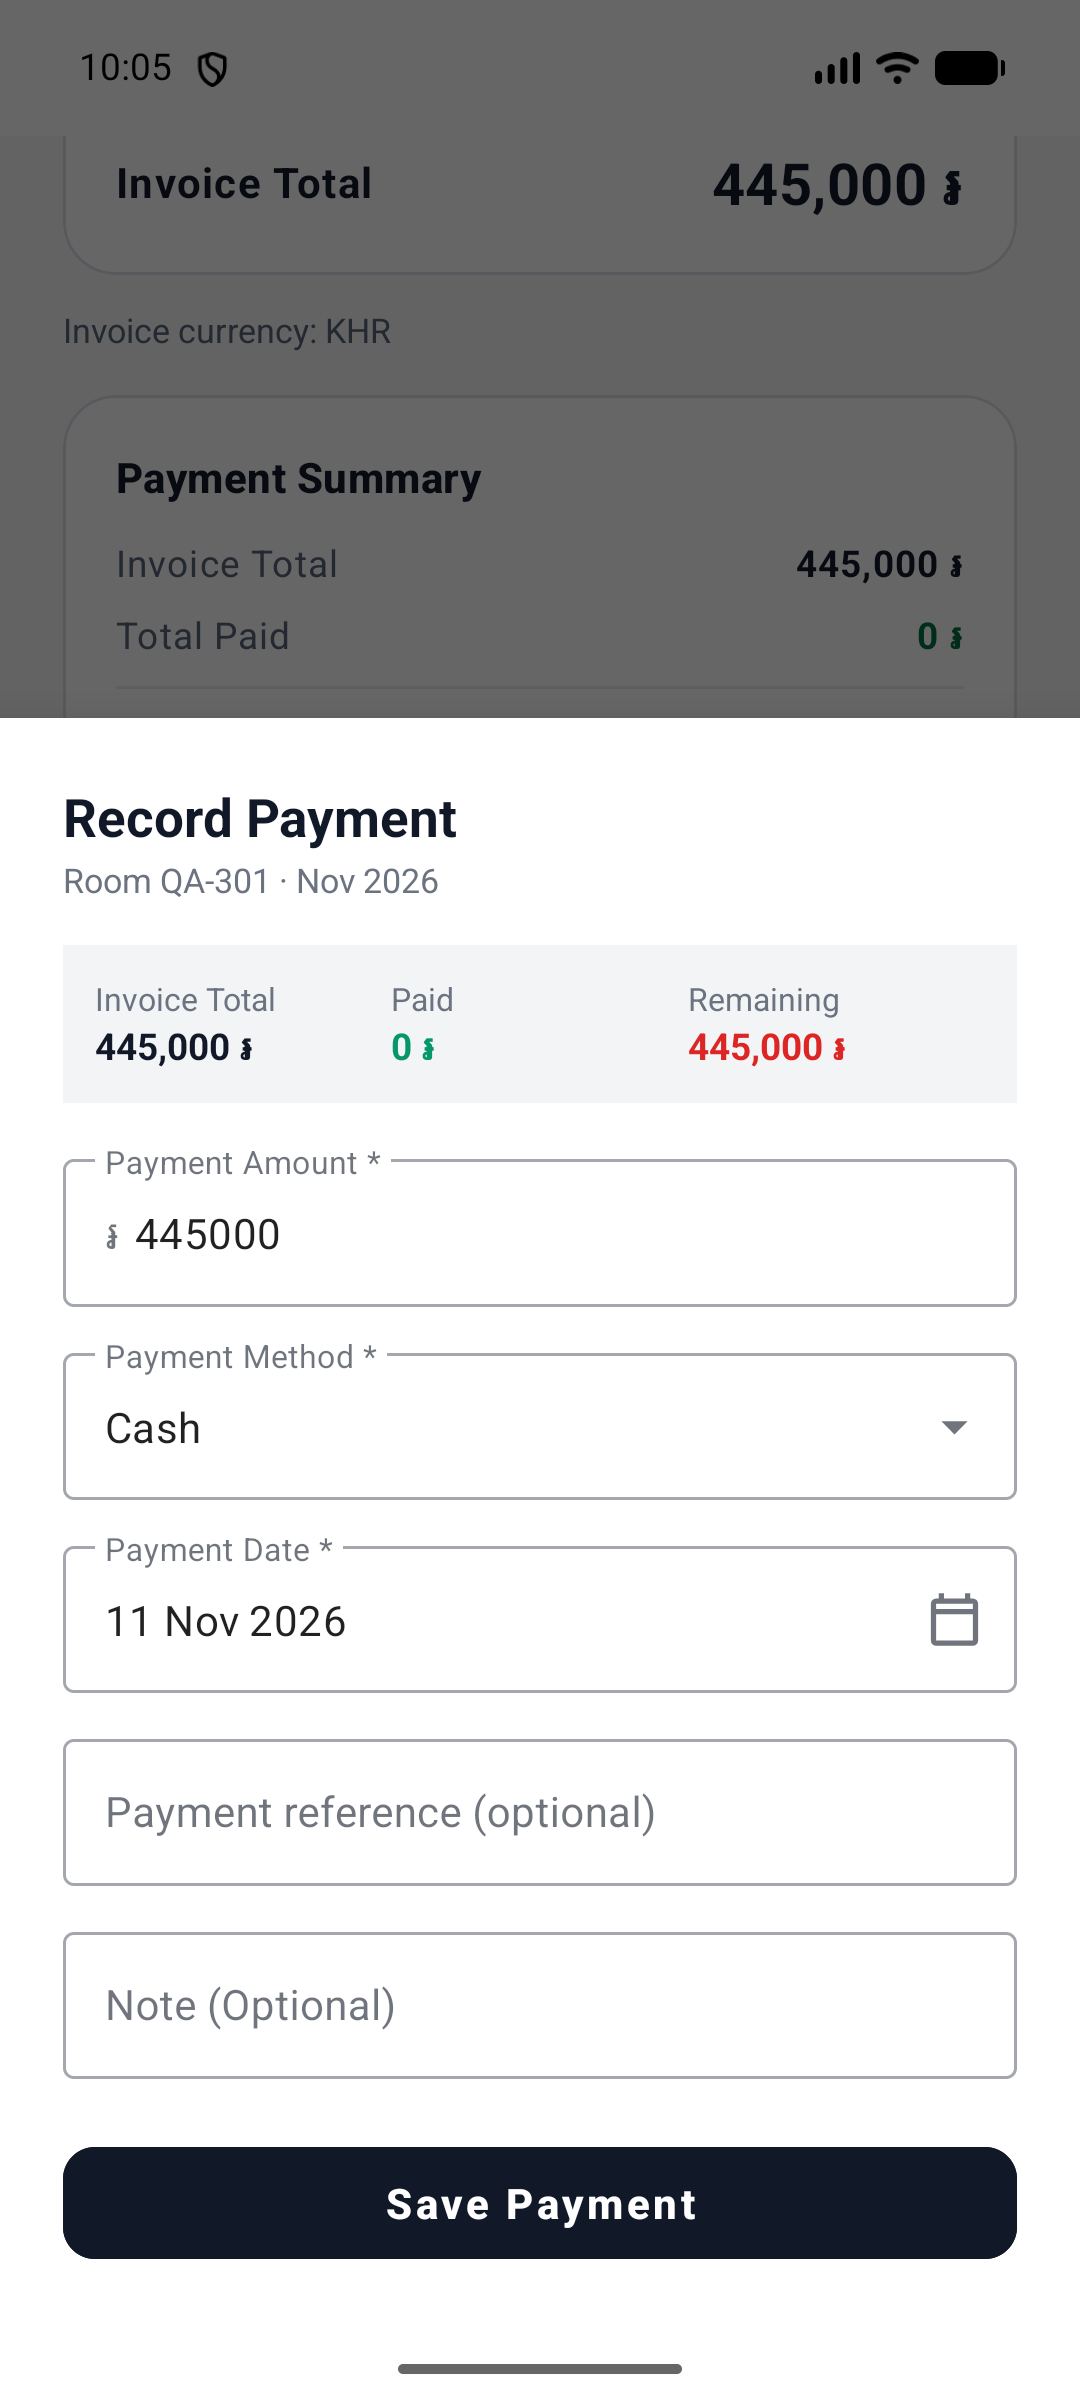 10:05
Invoice Total 445,000 ៛
Invoice currency: KHR
Payment Summary
Invoice Total 445,000 ៛
Total Paid 0 ៛
Record Payment
Room QA-301 · Nov 2026
Invoice Total Paid Remaining
445,000 ៛ 0 ៛ 445,000 ៛
Payment Amount *
៛ 445000
Payment Method *
Cash
Payment Date *
11 Nov 2026
Payment reference (optional)
Note (Optional)
Save Payment